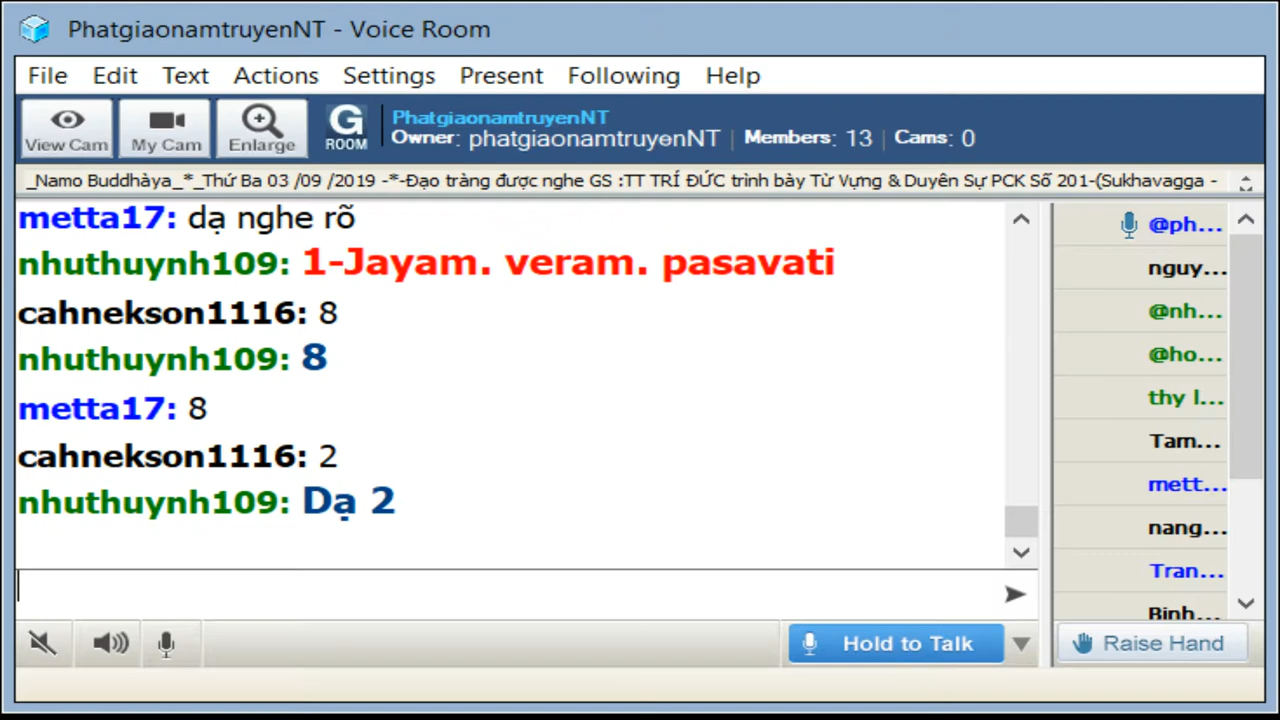 PhatgiaonamtruyenNT - Voice Room
File Edit Text Actions Settings Present Following Help
View Cam My Cam Enlarge G ROOM
PhatgiaonamtruyenNT
Owner: phatgiaonamtruyenNT | Members: 13 | Cams: 0
_Namo Buddhàya_*_Thứ Ba 03 /09 /2019 -*-Đạo tràng được nghe GS :TT TRÍ ĐỨC trình bày Từ Vựng & Duyên Sự PCK Số 201-(Sukhavagga -
metta17: dạ nghe rõ
nhuthuynh109: 1-Jayam. veram. pasavati
cahnekson1116: 8
nhuthuynh109: 8
metta17: 8
cahnekson1116: 2
nhuthuynh109: Dạ 2
@ph...
nguy...
@nh...
@ho...
thy l...
Tam...
mett...
nang...
Tran...
Binh...
Hold to Talk
Raise Hand